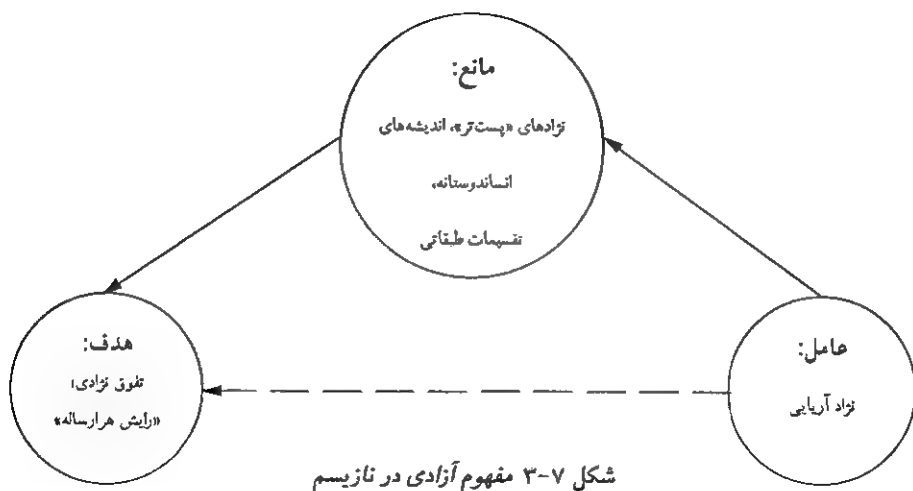 مانع:
نژادهای «پست‌تر»، اندیشه‌های
انساندوستانه،
تقسیمات طبقاتی
عامل:
نژاد آریایی
هدف:
تفوق نژادی؛
«رایش هزارساله»
شکل ۷-۳ مفهوم آزادی در نازیسم